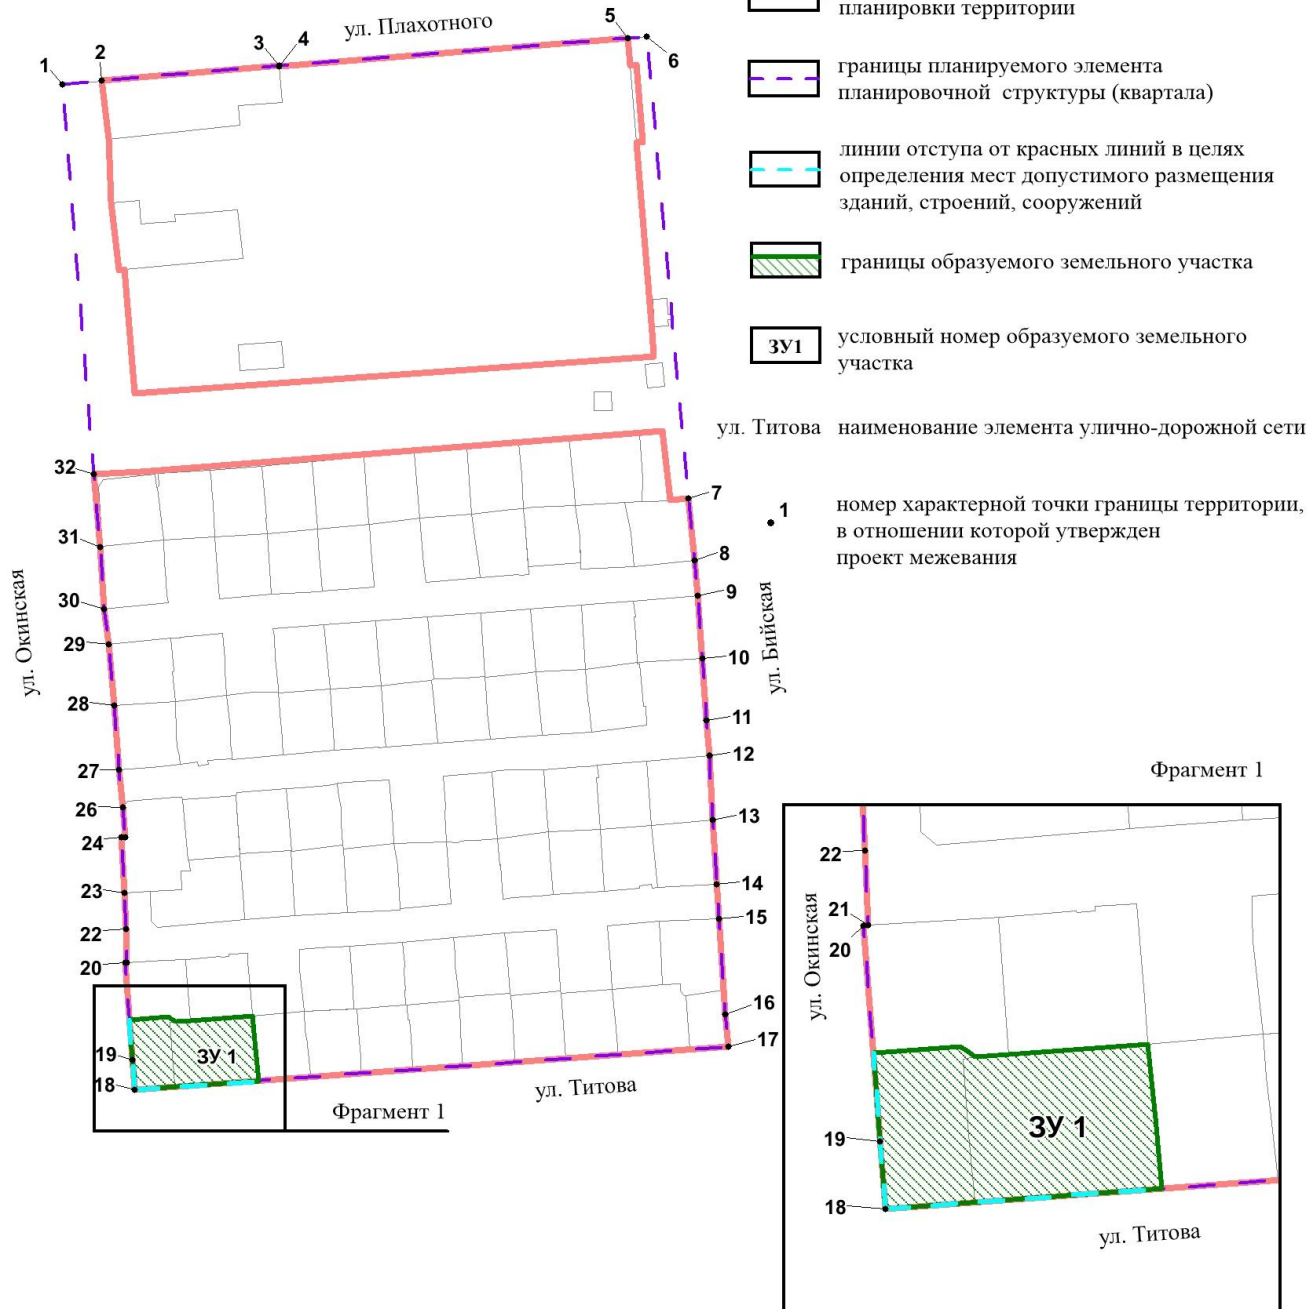 планировки территории
границы планируемого элемента
планировочной структуры (квартала)
линии отступа от красных линий в целях
определения мест допустимого размещения
зданий, строений, сооружений
границы образуемого земельного участка
ЗУ1
условный номер образуемого земельного
участка
ул. Титова
наименование элемента улично-дорожной сети
1
номер характерной точки границы территории,
в отношении которой утвержден
проект межевания
ул. Плахотного
1
2
3
4
5
6
32
7
31
8
30
9
29
10
28
11
27
12
26
13
24
14
23
15
22
20
16
19
17
18
ул. Окинская
ул. Бийская
ЗУ 1
ул. Титова
Фрагмент 1
Фрагмент 1
22
21
20
ул. Окинская
19
18
ЗУ 1
ул. Титова